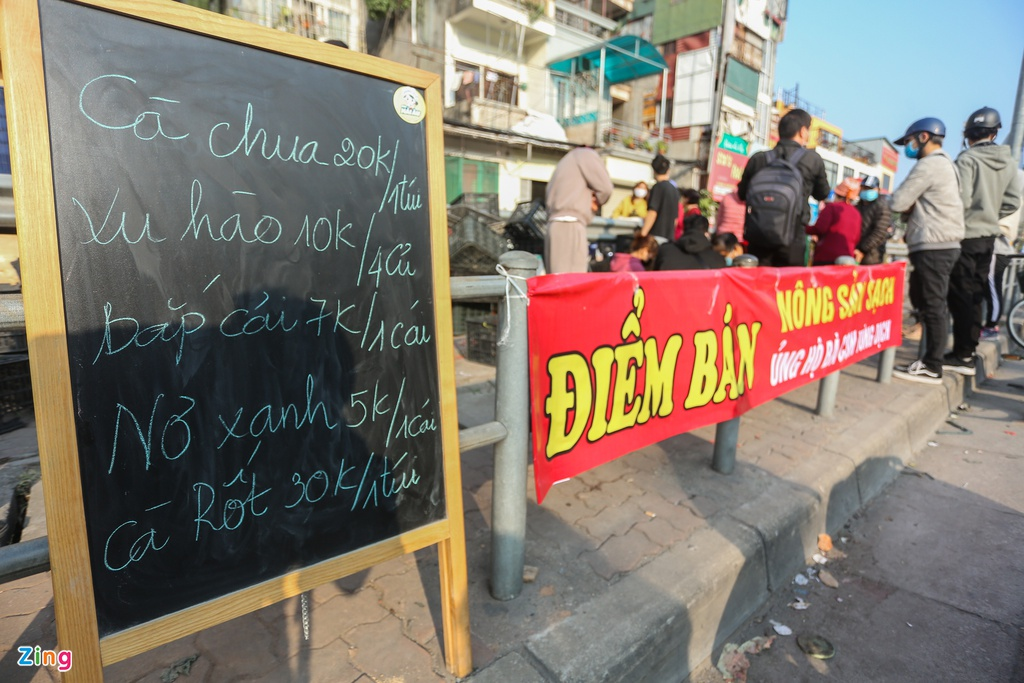 Cà chua 20k/
/1túi
Xu hào 10k/
/4củ
Bắp cải 7k/1cái
Nơ xanh 5k/
/1cái
Cà Rốt 30k/1túi
ĐIỂM BÁN
NÔNG SẢN SẠCH
ỦNG HỘ BÀ CON VÙNG DỊCH
Zing